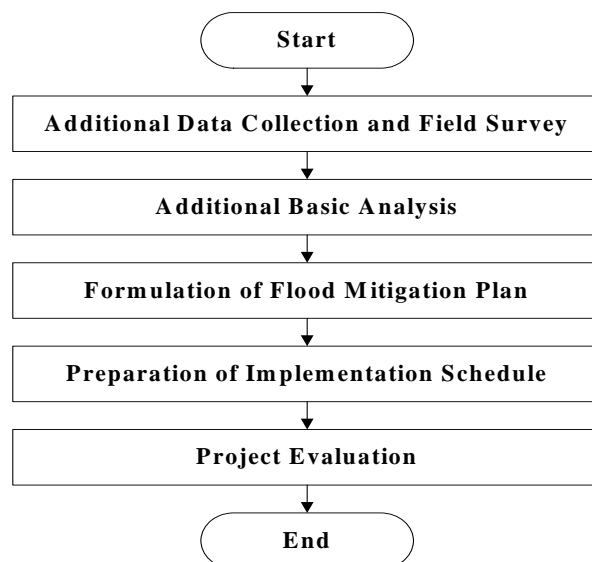 Start
Additional Data Collection and Field Survey
Additional Basic Analysis
Formulation of Flood Mitigation Plan
Preparation of Implementation Schedule
Project Evaluation
End